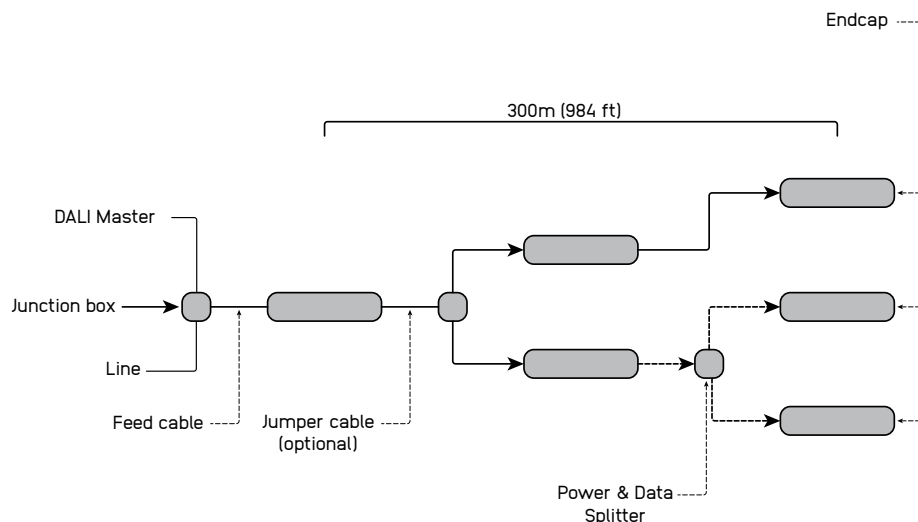 Endcap
300m (984 ft)
DALI Master
Junction box
Line
Feed cable
Jumper cable
(optional)
Power & Data
Splitter